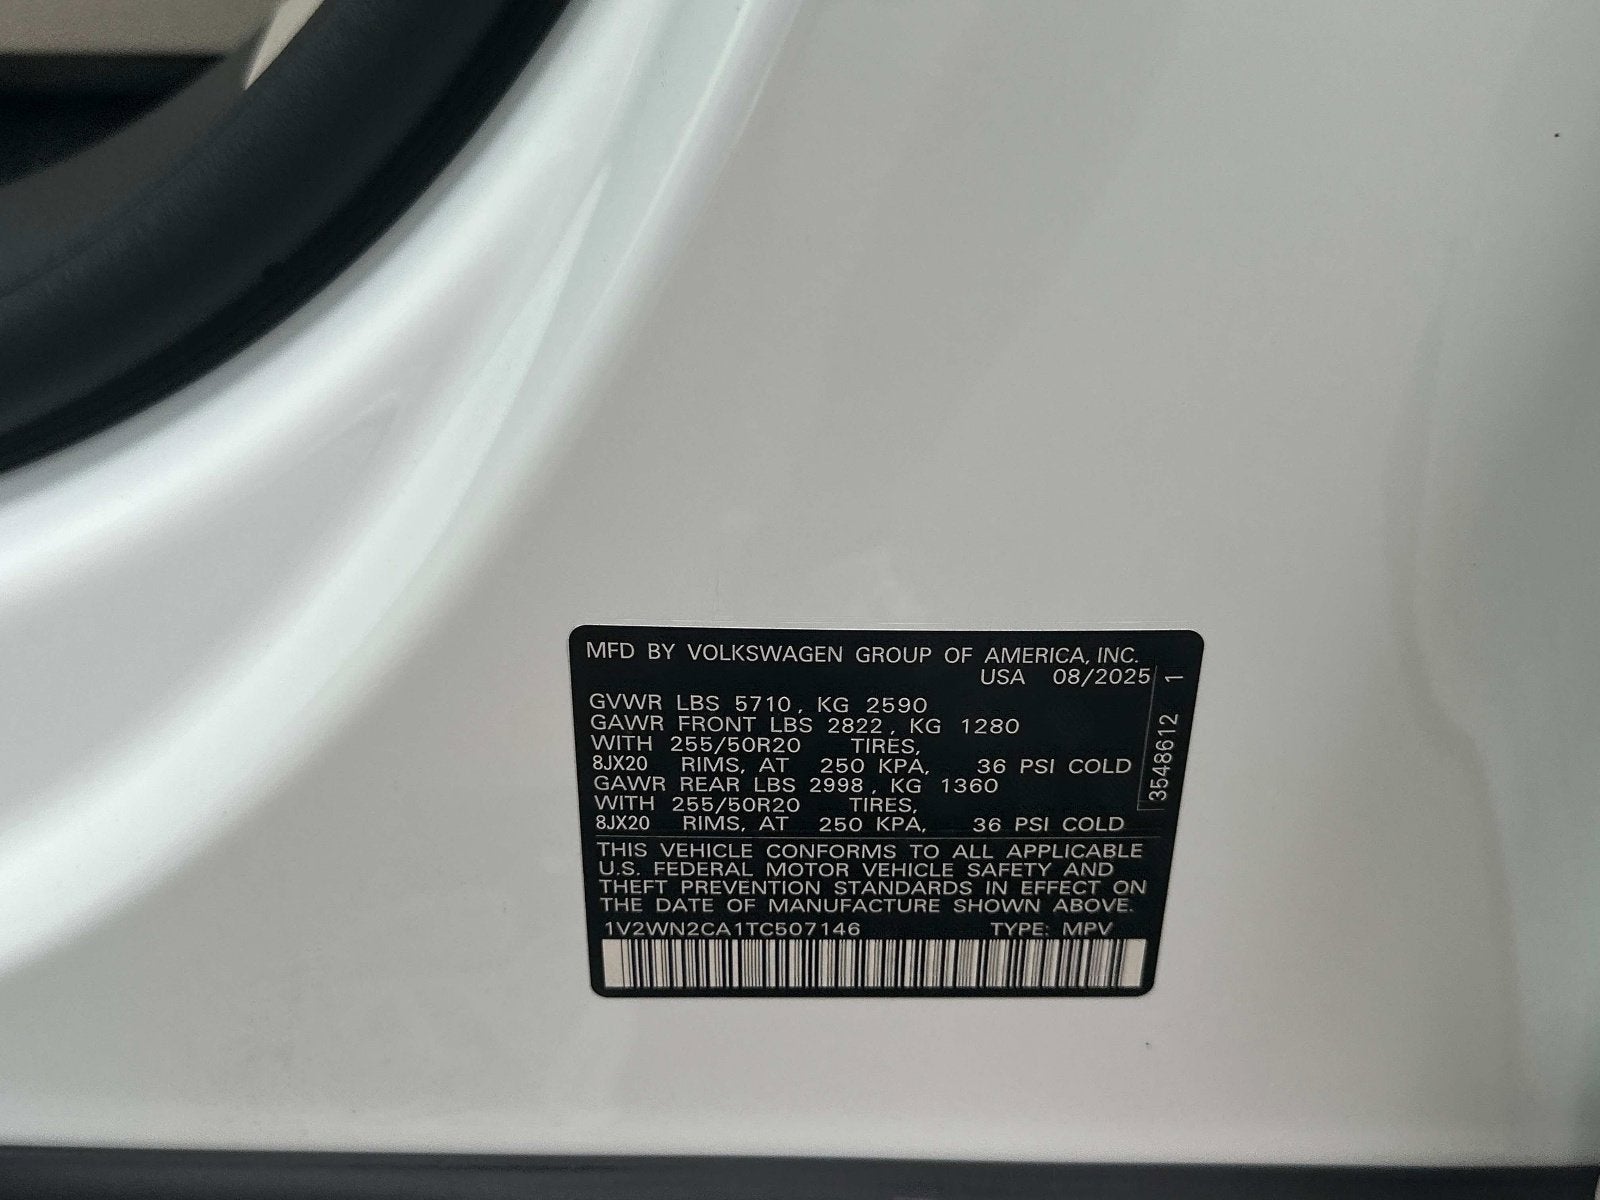 MFD BY VOLKSWAGEN GROUP OF AMERICA, INC.
USA 08/2025
GVWR LBS 5710, KG 2590
GAWR FRONT LBS 2822, KG 1280
WITH 255/50R20 TIRES,
8JX20 RIMS, AT 250 KPA, 36 PSI COLD
GAWR REAR LBS 2998, KG 1360
WITH 255/50R20 TIRES,
8JX20 RIMS, AT 250 KPA, 36 PSI COLD
THIS VEHICLE CONFORMS TO ALL APPLICABLE
U.S. FEDERAL MOTOR VEHICLE SAFETY AND
THEFT PREVENTION STANDARDS IN EFFECT ON
THE DATE OF MANUFACTURE SHOWN ABOVE.
1V2WN2CA1TC507146 TYPE: MPV
3548612 1